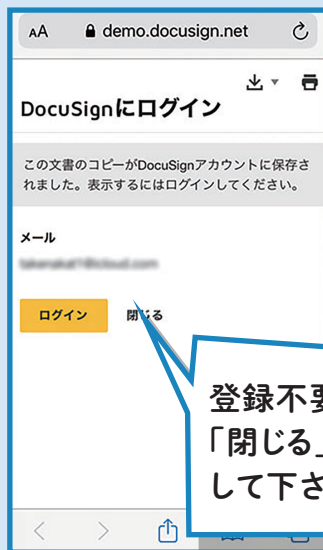 AA demo.docusign.net
DocuSignにログイン
この文書のコピーがDocuSignアカウントに保存さ
れました。表示するにはログインしてください。
メール
ログイン 閉じる
登録不要
「閉じる」
して下さ